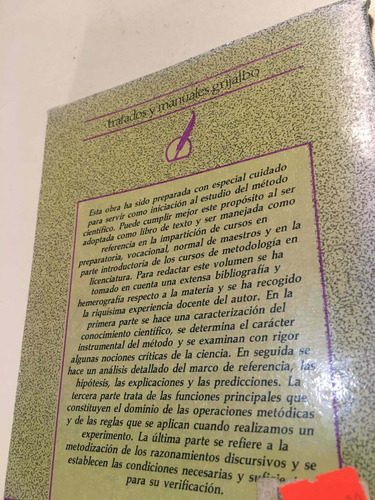 tratados y manuales grijalbo
Esta obra ha sido preparada con especial cuidado
para servir como iniciación al estudio del método
científico. Puede cumplir mejor este propósito al ser
adoptada como libro de texto y ser manejada como
referencia en la impartición de cursos en
preparatoria, vocacional, normal de maestros y en la
parte introductoria de los cursos de metodología en
licenciatura. Para redactar este volumen se ha
tomado en cuenta una extensa bibliografía y
hemerografía respecto a la materia y se ha recogido
la riquísima experiencia docente del autor. En la
primera parte se hace una caracterización del
conocimiento científico, se determina el carácter
instrumental del método y se examinan con rigor
algunas nociones críticas de la ciencia. En seguida se
hace un análisis detallado del marco de referencia, las
hipótesis, las explicaciones y las predicciones. La
tercera parte trata de las funciones principales que
constituyen el dominio de las operaciones metódicas
y de las reglas que se aplican cuando realizamos un
experimento. La última parte se refiere a la
metodización de los razonamientos discursivos y se
establecen las condiciones necesarias y
para su verificación.